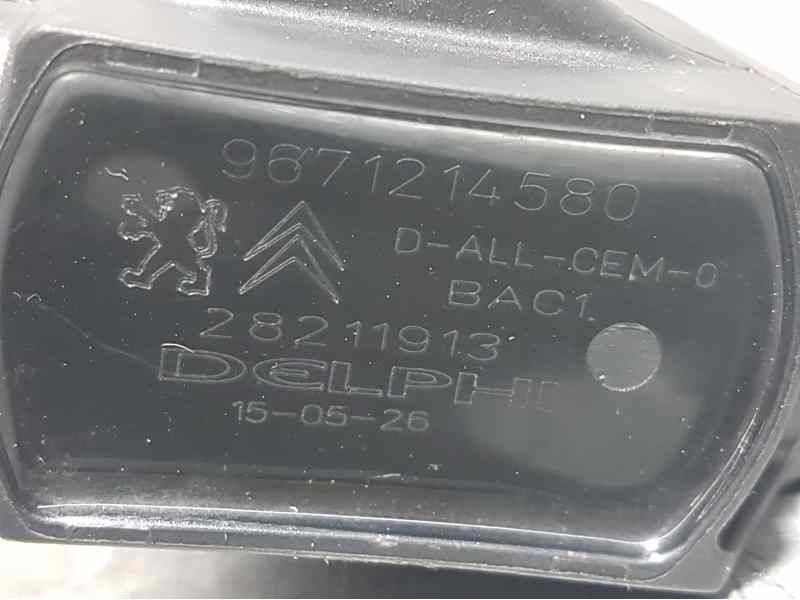 9671214580
D-ALL-CEM-0
BAC1
28211913
DELPHI
15-05-26